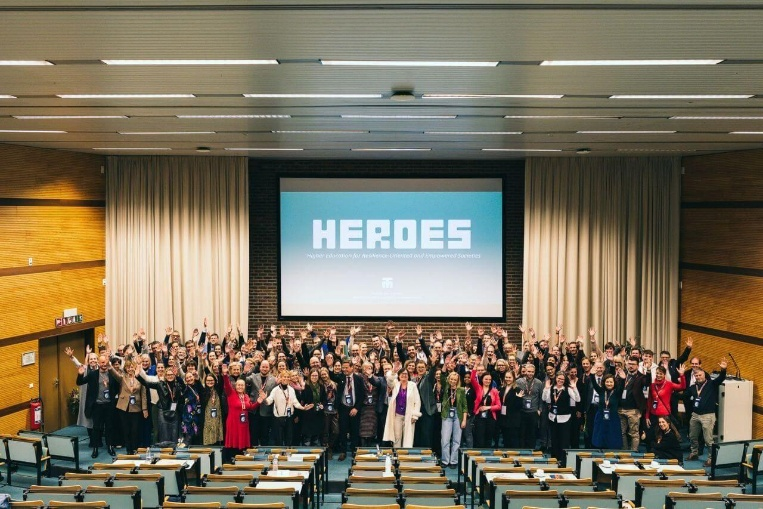 HEROES
Higher Education for Resilience-Oriented and Empowered Societies